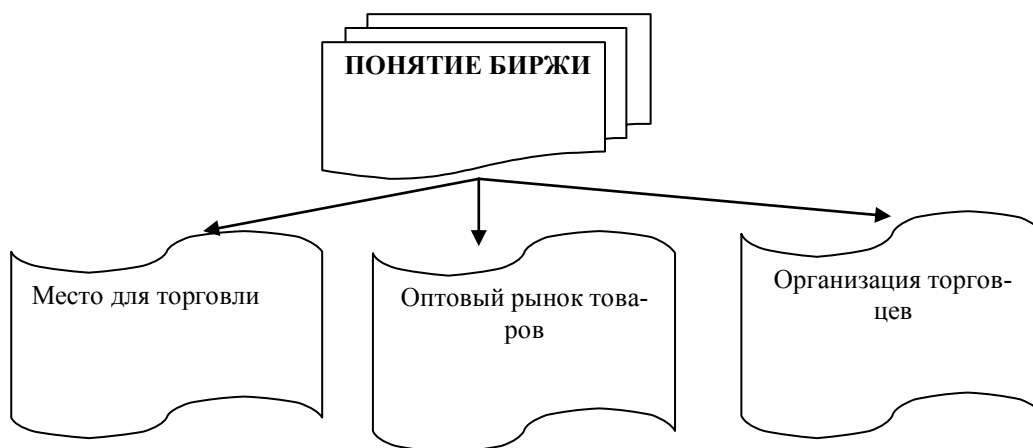 ПОНЯТИЕ БИРЖИ
Место для торговли
Оптовый рынок това-
ров
Организация торгов-
цев